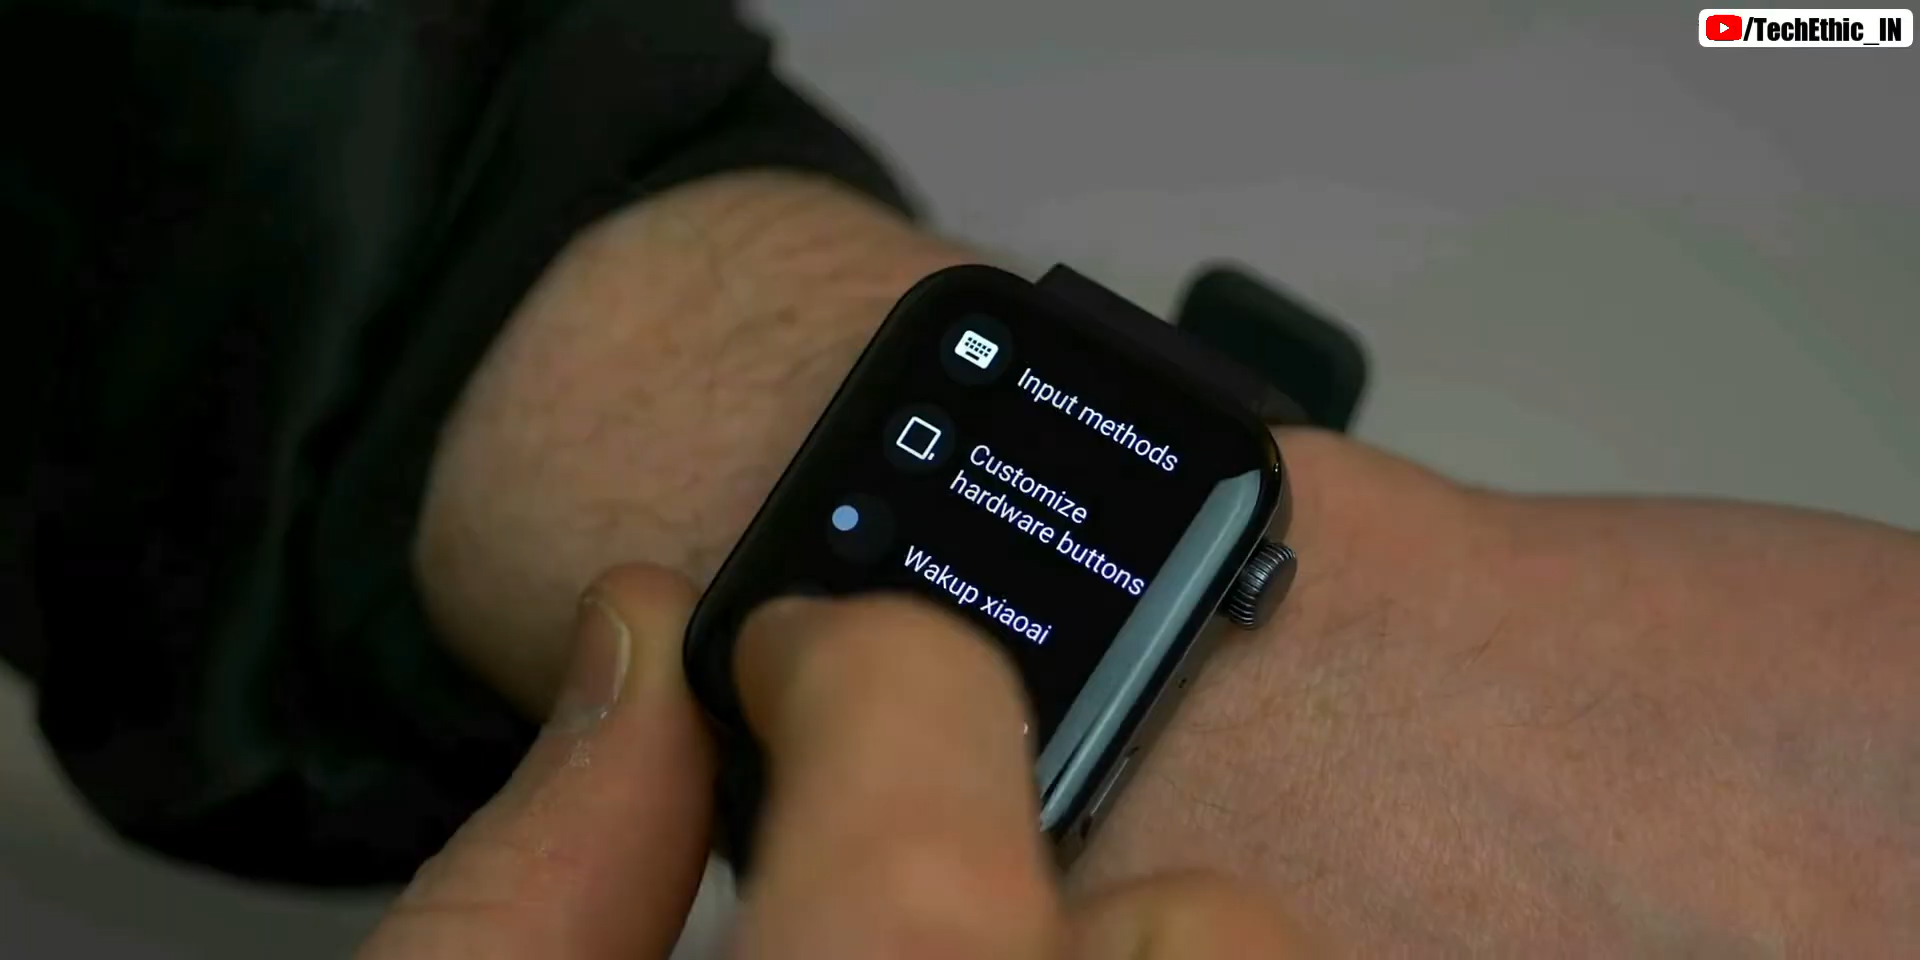 /TechEthic_IN
Input methods
Customize
hardware buttons
Wakup xiaoai